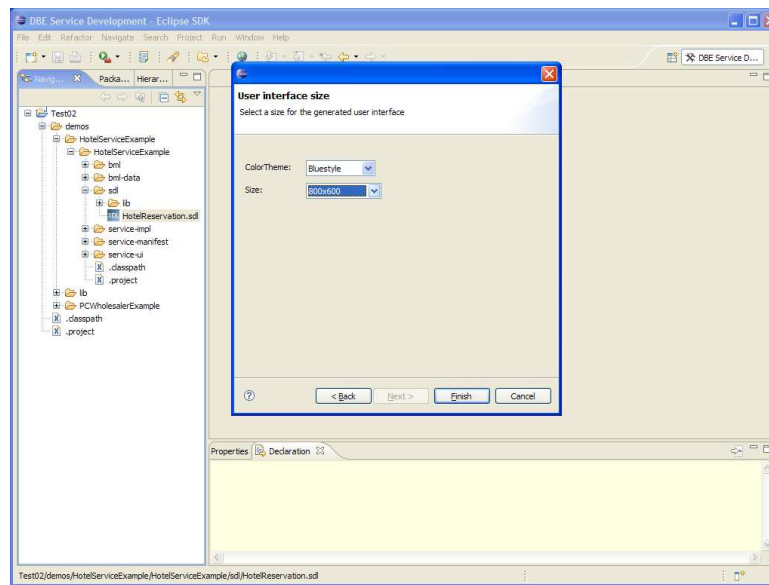 DBE Service Development - Eclipse SDK
File Edit Refactor Navigate Search Project Run Window Help
DBE Service D...
Navig... Packa... Hierar...
Test02
demos
HotelServiceExample
HotelServiceExample
bml
bml-data
sdl
lib
HotelReservation.sdl
service-impl
service-manifest
service-ui
.classpath
.project
lib
PCWholesalerExample
.classpath
.project
User interface size
Select a size for the generated user interface
ColorTheme: Bluestyle
Size: 800x600
< Back Next > Finish Cancel
Properties Declaration
Test02/demos/HotelServiceExample/HotelServiceExample/sdl/HotelReservation.sdl